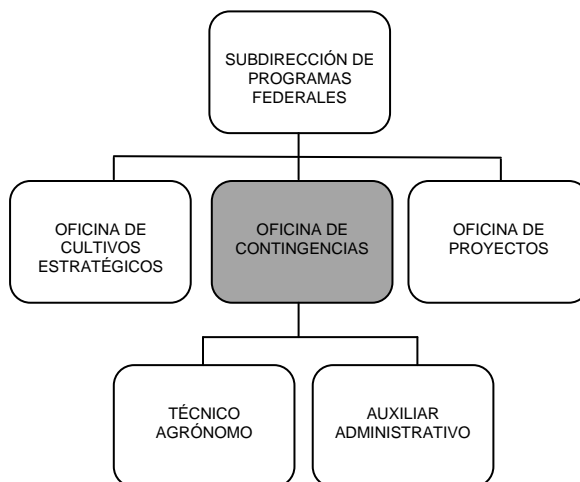 SUBDIRECCIÓN DE
PROGRAMAS
FEDERALES
OFICINA DE
CULTIVOS
ESTRATÉGICOS
OFICINA DE
CONTINGENCIAS
OFICINA DE
PROYECTOS
TÉCNICO
AGRÓNOMO
AUXILIAR
ADMINISTRATIVO